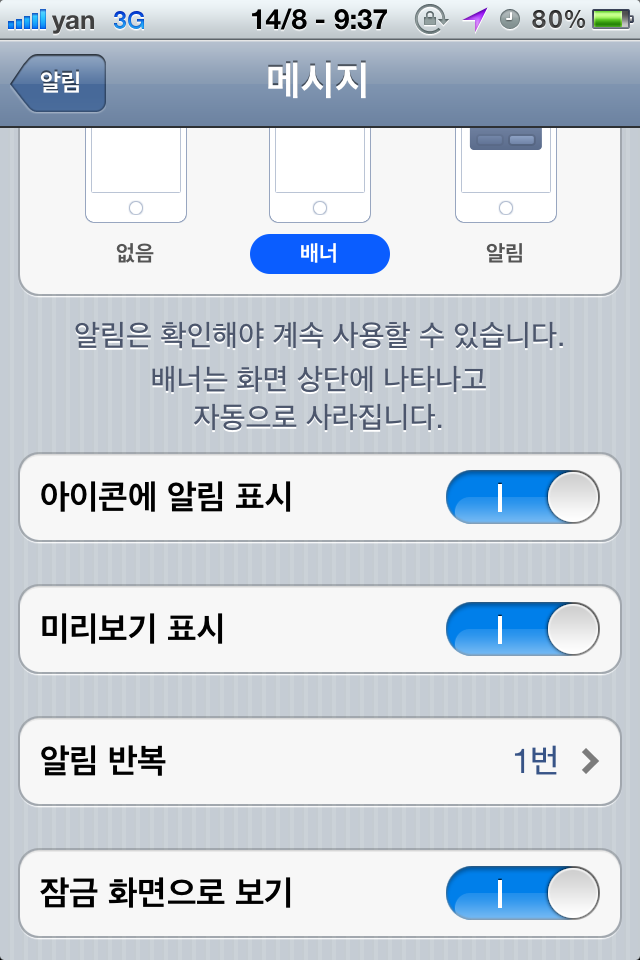 yan 3G 14/8 - 9:37 80%
알림 메시지
없음 배너 알림
알림은 확인해야 계속 사용할 수 있습니다.
배너는 화면 상단에 나타나고
자동으로 사라집니다.
아이콘에 알림 표시
미리보기 표시
알림 반복 1번
잠금 화면으로 보기